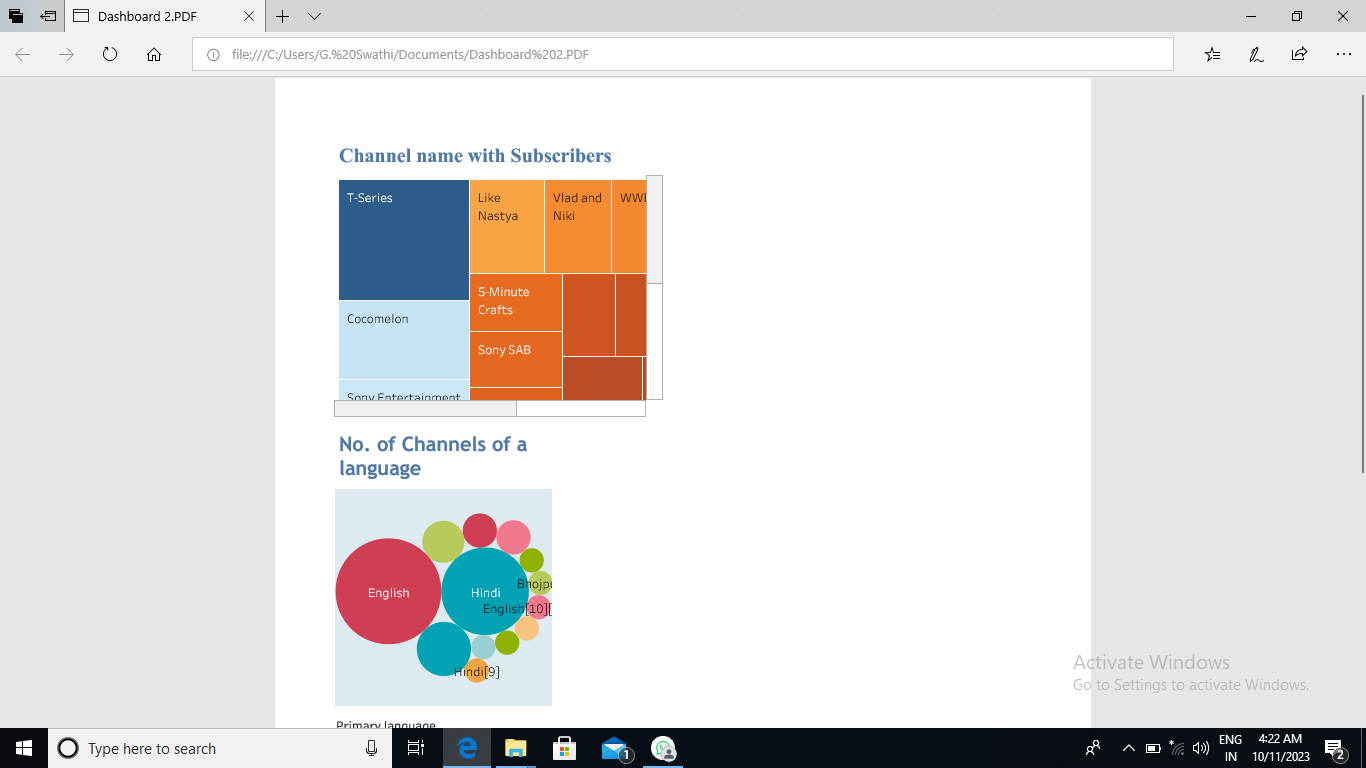 Dashboard 2.PDF
file:///C:/Users/G.%20Swathi/Documents/Dashboard%202.PDF
Channel name with Subscribers
T-Series
Like
Nastya
Vlad and
Niki
WWE
Cocomelon
5-Minute
Crafts
Sony SAB
Sony Entertainment
No. of Channels of a
language
English
Hindi
Bhojpu
English[10][
Hindi[9]
Primary language
Activate Windows
Go to Settings to activate Windows.
Type here to search
1
ENG
IN
4:22 AM
10/11/2023
2